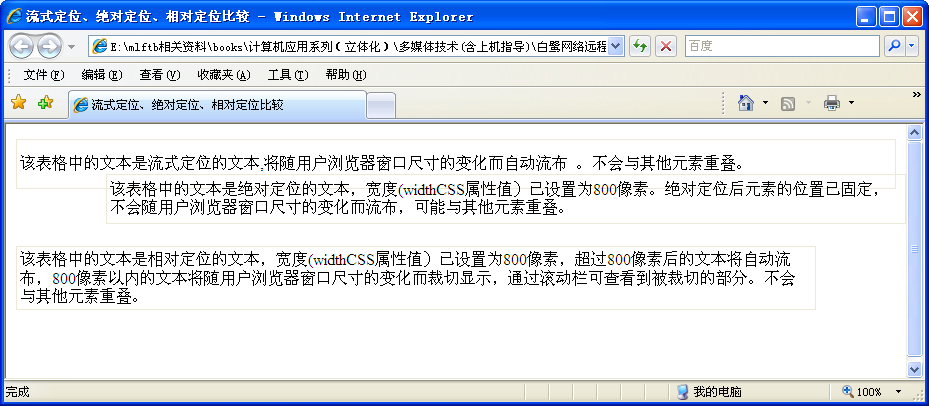 流式定位、绝对定位、相对定位比较 - Windows Internet Explorer
E:\mlftb相关资料\books\计算机应用系列(立体化)\多媒体技术(含上机指导)\白鹭网络远程
百度
文件(F) 编辑(E) 查看(V) 收藏夹(A) 工具(T) 帮助(H)
流式定位、绝对定位、相对定位比较
该表格中的文本是流式定位的文本,将随用户浏览器窗口尺寸的变化而自动流布 。不会与其他元素重叠。
该表格中的文本是绝对定位的文本，宽度(widthCSS属性值）已设置为800像素。绝对定位后元素的位置已固定，
不会随用户浏览器窗口尺寸的变化而流布，可能与其他元素重叠。
该表格中的文本是相对定位的文本，宽度(widthCSS属性值）已设置为800像素，超过800像素后的文本将自动流
布，800像素以内的文本将随用户浏览器窗口尺寸的变化而裁切显示，通过滚动栏可查看到被裁切的部分。不会
与其他元素重叠。
完成
我的电脑
100%